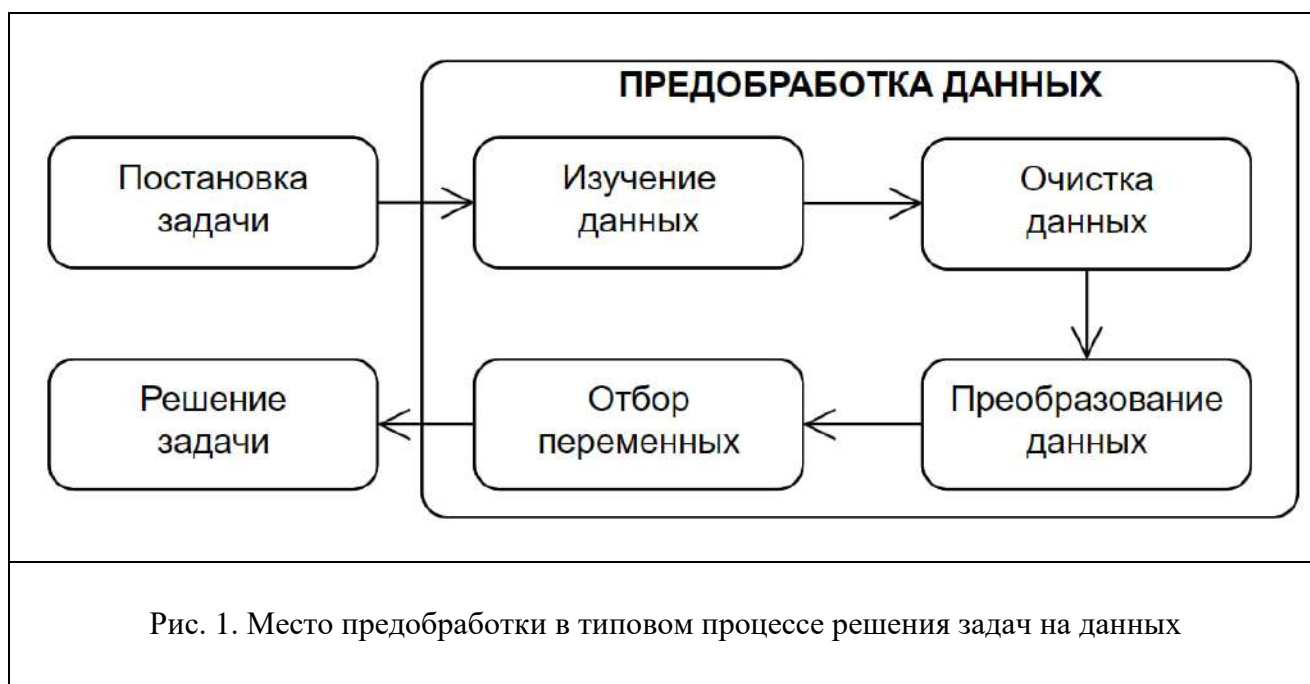 ПРЕДОБРАБОТКА ДАННЫХ
Постановка
задачи
Изучение
данных
Очистка
данных
Преобразование
данных
Отбор
переменных
Решение
задачи
Рис. 1. Место предобработки в типовом процессе решения задач на данных